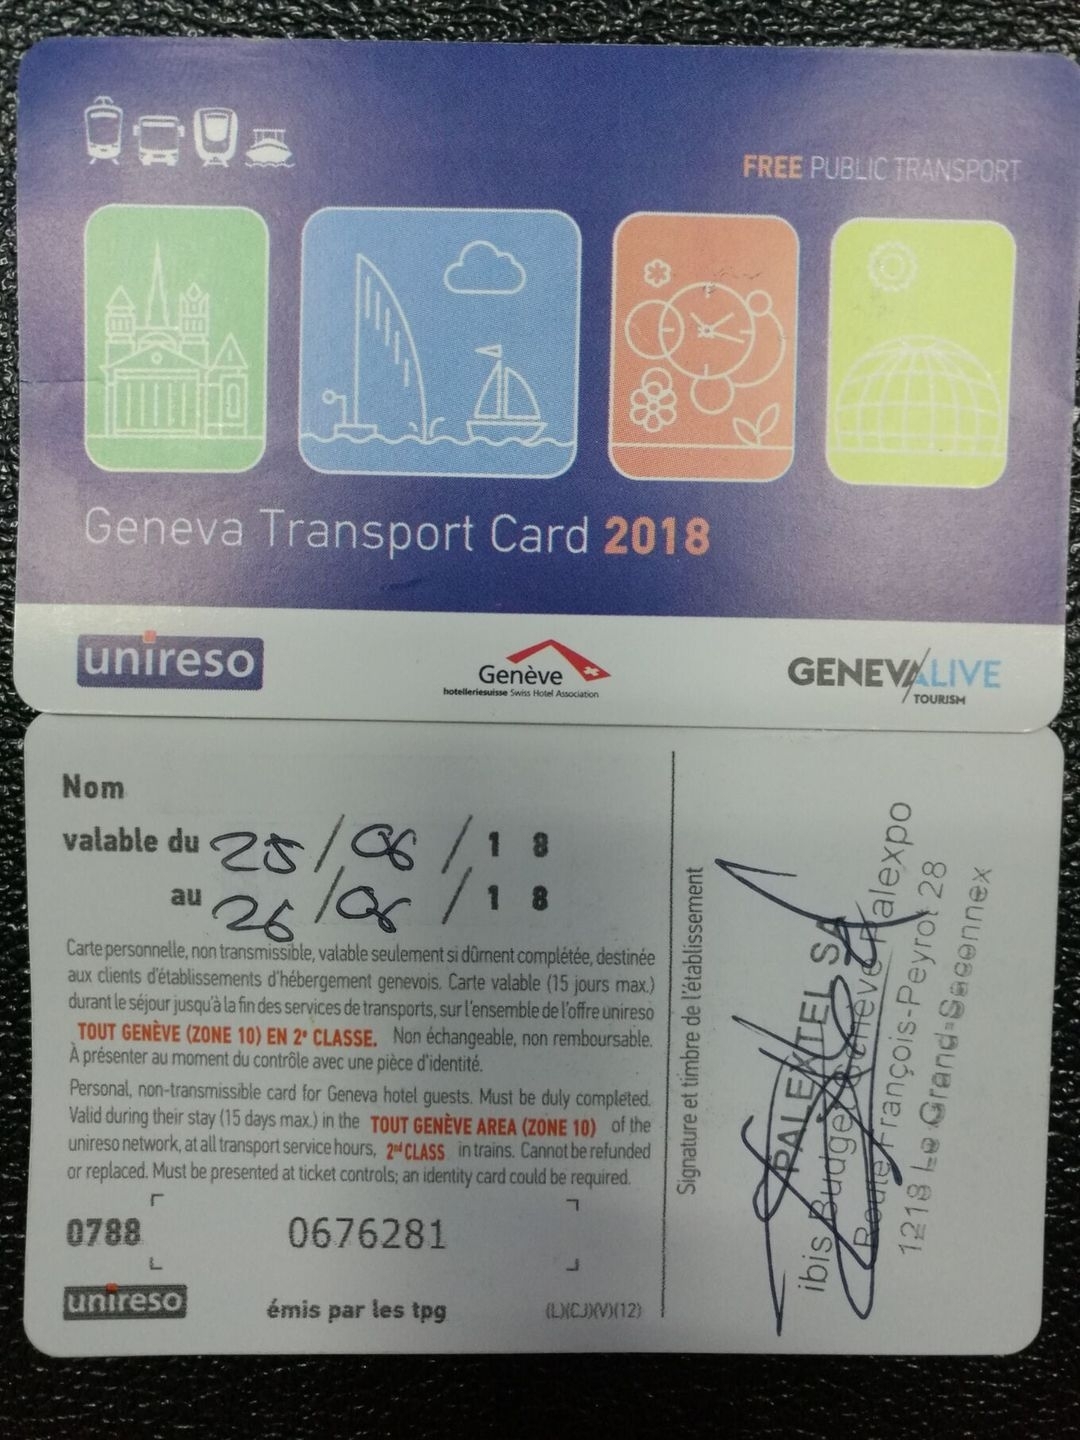 FREE PUBLIC TRANSPORT
Geneva Transport Card 2018
unireso
Genève
hotelleriesuisse Swiss Hotel Association
GENEVALIVE
TOURISM
Nom
valable du 25/06/18
au 26/06/18
Carte personnelle, non transmissible, valable seulement si dûment complétée, destinée
aux clients d'établissements d'hébergement genevois. Carte valable (15 jours max.)
durant le séjour jusqu'à la fin des services de transports, sur l'ensemble de l'offre unireso
TOUT GENÈVE (ZONE 10) EN 2e CLASSE. Non échangeable, non remboursable.
À présenter au moment du contrôle avec une pièce d'identité.
Personal, non-transmissible card for Geneva hotel guests. Must be duly completed.
Valid during their stay (15 days max.) in the TOUT GENÈVE AREA (ZONE 10) of the
unireso network, at all transport service hours, 2nd CLASS in trains. Cannot be refunded
or replaced. Must be presented at ticket controls; an identity card could be required.
0788 0676281
unireso
émis par les tpg (L)(CJ)(V)(12)
Signature et timbre de l'établissement
PALEXTEL SA
ibis Budget Genève Palexpo
Route François-Peyrot 28
1218 Le Grand-Saconnex